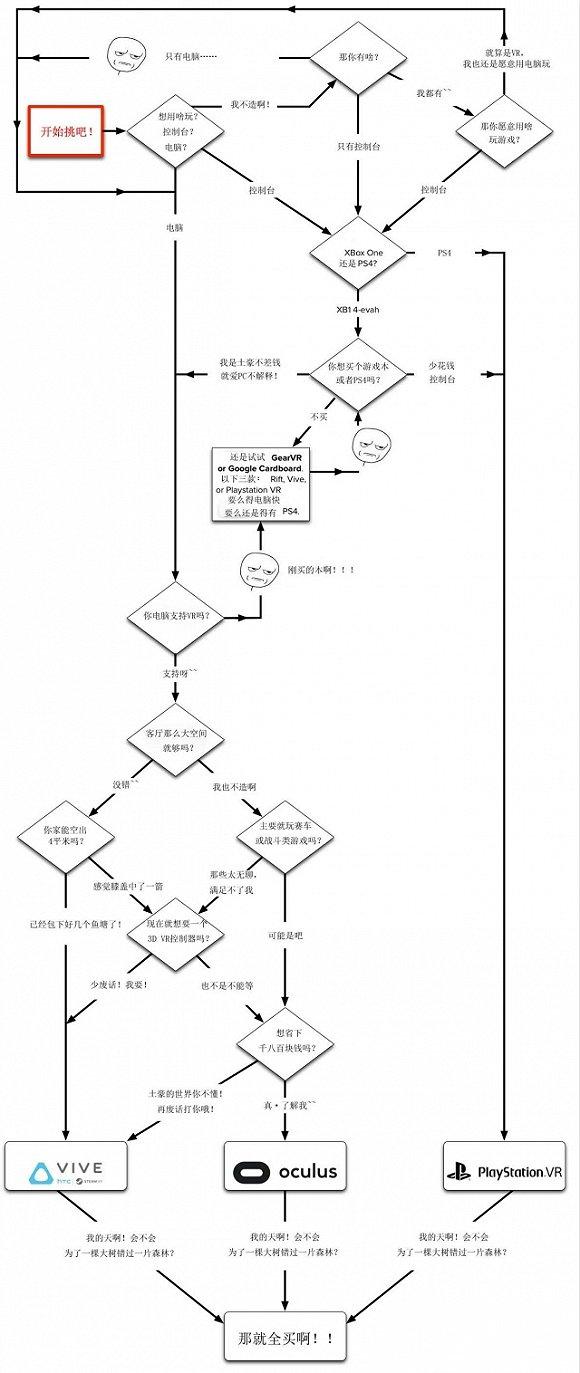 只有电脑……
那你有啥？
就算是VR，
我也还是愿意用电脑玩
我不造啊！
我都有~~
开始挑吧！
想用啥玩？
控制台？
电脑？
那你愿意用啥
玩游戏？
只有控制台
控制台
控制台
电脑
XBox One
还是 PS4？
PS4
XB1 4-evah
我是土豪不差钱
就爱PC不解释！
你想买个游戏本
或者PS4吗？
少花钱
控制台
不买
还是试试 GearVR
or Google Cardboard.
以下三款： Rift, Vive,
or Playstation VR
要么得电脑快
要么还是得有 PS4.
刚买的本啊！！！
你电脑支持VR吗？
支持呀~~
客厅那么大空间
就够吗？
没错~~
我也不造啊
你家能空出
4平米吗？
主要就玩赛车
或战斗类游戏吗？
感觉膝盖中了一箭
那些太无聊，
满足不了我
已经包下好几个鱼塘了！
现在就想要一个
3D VR控制器吗？
可能是吧
少废话！我要！
也不是不能等
想省下
千八百块钱吗？
土豪的世界你不懂！
再废话打你哦！
真·了解我~~
VIVE
htc STEAMVR
oculus
PlayStation.VR
我的天啊！会不会
为了一棵大树错过一片森林？
我的天啊！会不会
为了一棵大树错过一片森林？
我的天啊！会不会
为了一棵大树错过一片森林？
那就全买啊！！